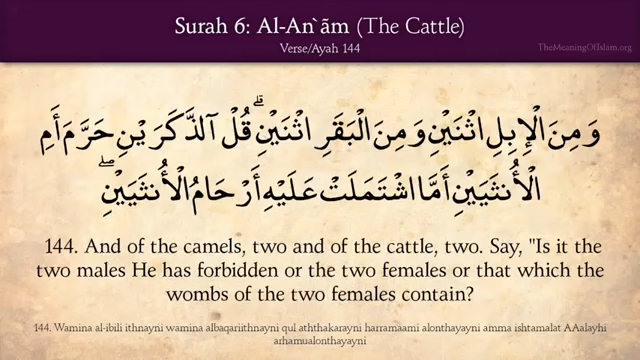 Surah 6: Al-An`ãm (The Cattle)
Verse/Ayah 144
TheMeaningOfIslam.org
وَمِنَ الْإِبِلِ اثْنَيْنِ وَمِنَ الْبَقَرِ اثْنَيْنِ ۗ قُلْ آلذَّكَرَيْنِ حَرَّمَ أَمِ
الْأُنثَيَيْنِ أَمَّا اشْتَمَلَتْ عَلَيْهِ أَرْحَامُ الْأُنثَيَيْنِ ۖ
144. And of the camels, two and of the cattle, two. Say, "Is it the
two males He has forbidden or the two females or that which the
wombs of the two females contain?
144. Wamina al-ibili ithnayni wamina albaqariithnayni qul aththakarayni harramaami alonthayayni amma ishtamalat AAalayhi
arhamualonthayayni